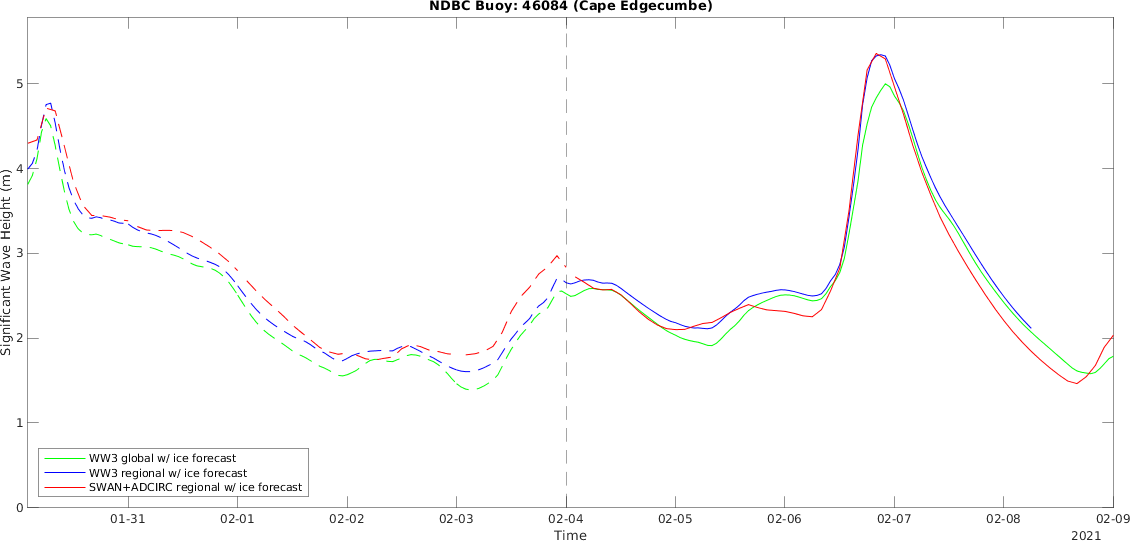 NDBC Buoy: 46084 (Cape Edgecumbe)
Significant Wave Height (m)
5
4
3
2
1
0
WW3 global w/ ice forecast
WW3 regional w/ ice forecast
SWAN+ADCIRC regional w/ ice forecast
01-31 02-01 02-02 02-03 02-04 02-05 02-06 02-07 02-08 02-09
Time
2021